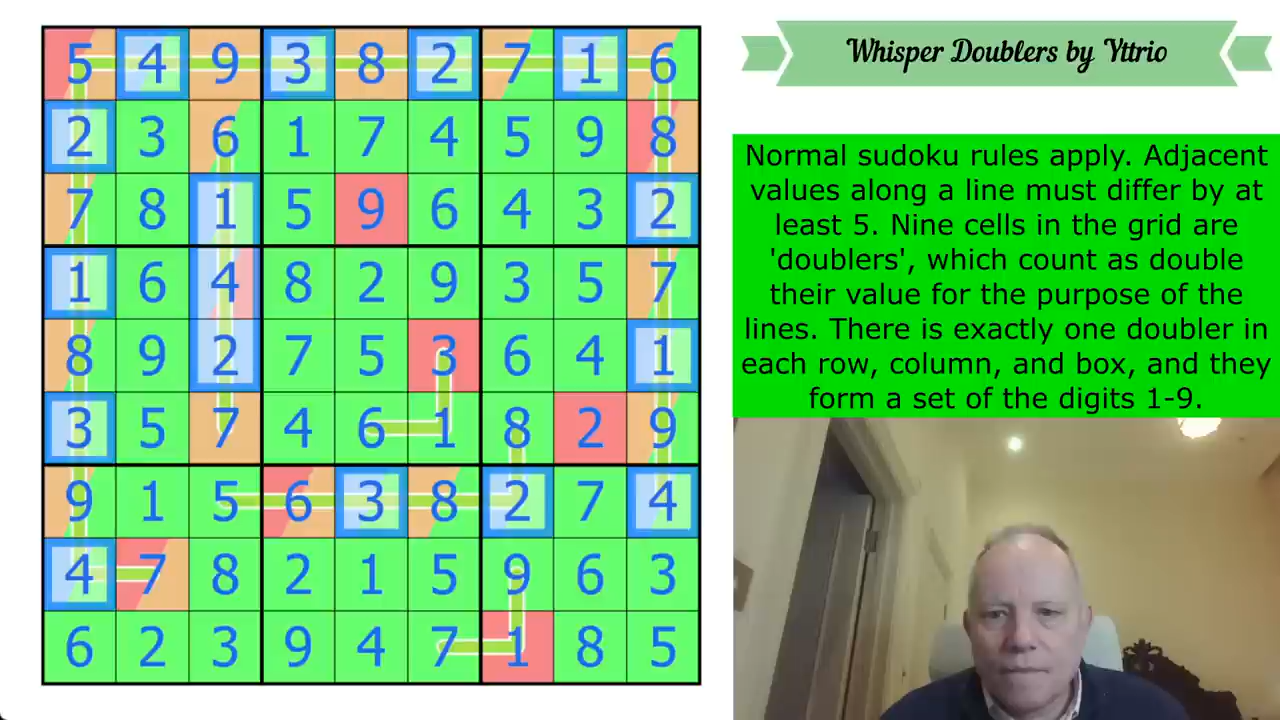 Whisper Doublers by Yttrio
Normal sudoku rules apply. Adjacent
values along a line must differ by at
least 5. Nine cells in the grid are
'doublers', which count as double
their value for the purpose of the
lines. There is exactly one doubler in
each row, column, and box, and they
form a set of the digits 1-9.
5 4 9 3 8 2 7 1 6
2 3 6 1 7 4 5 9 8
7 8 1 5 9 6 4 3 2
1 6 4 8 2 9 3 5 7
8 9 2 7 5 3 6 4 1
3 5 7 4 6 1 8 2 9
9 1 5 6 3 8 2 7 4
4 7 8 2 1 5 9 6 3
6 2 3 9 4 7 1 8 5